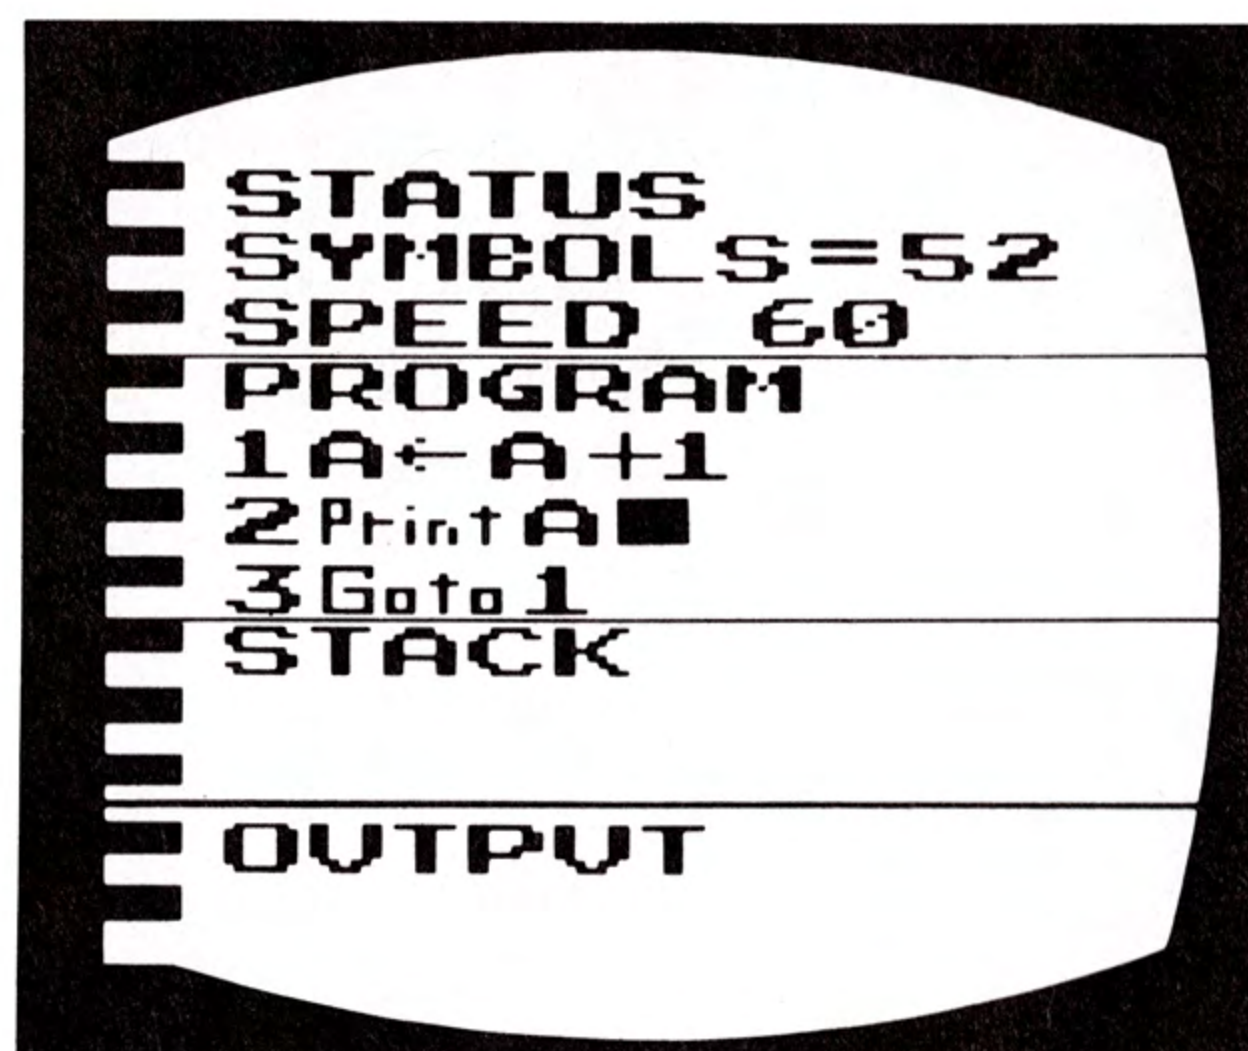 STATUS
SYMBOLS=52
SPEED 60
PROGRAM
1A←A+1
2PrintA■
3Goto1
STACK
OUTPUT